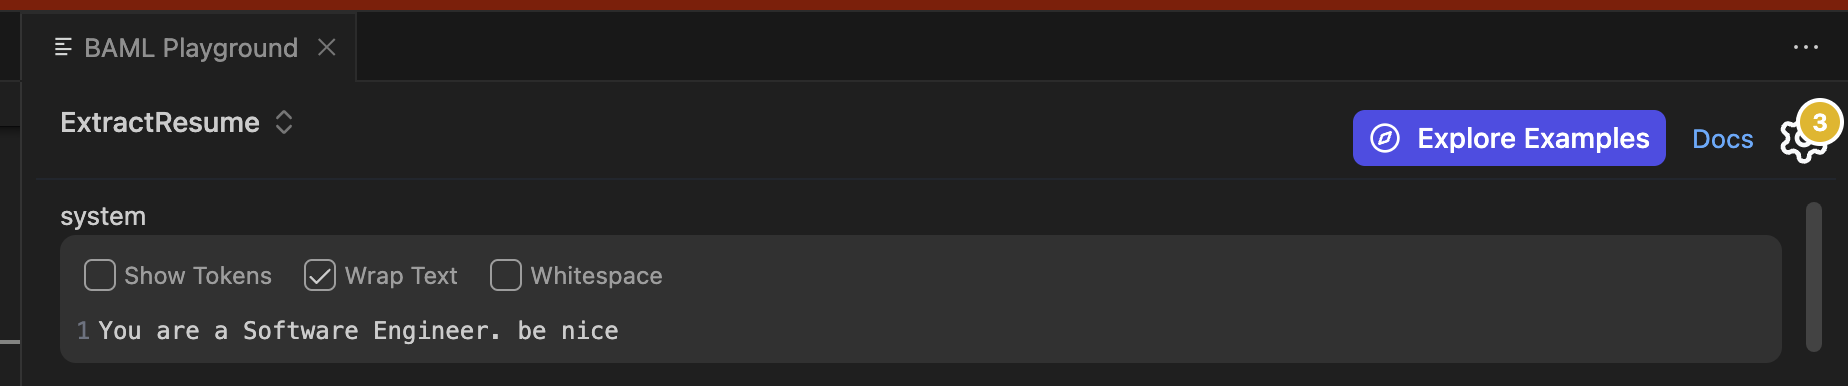 BAML Playground
ExtractResume
Explore Examples
Docs
3
system
Show Tokens
Wrap Text
Whitespace
1 You are a Software Engineer. be nice